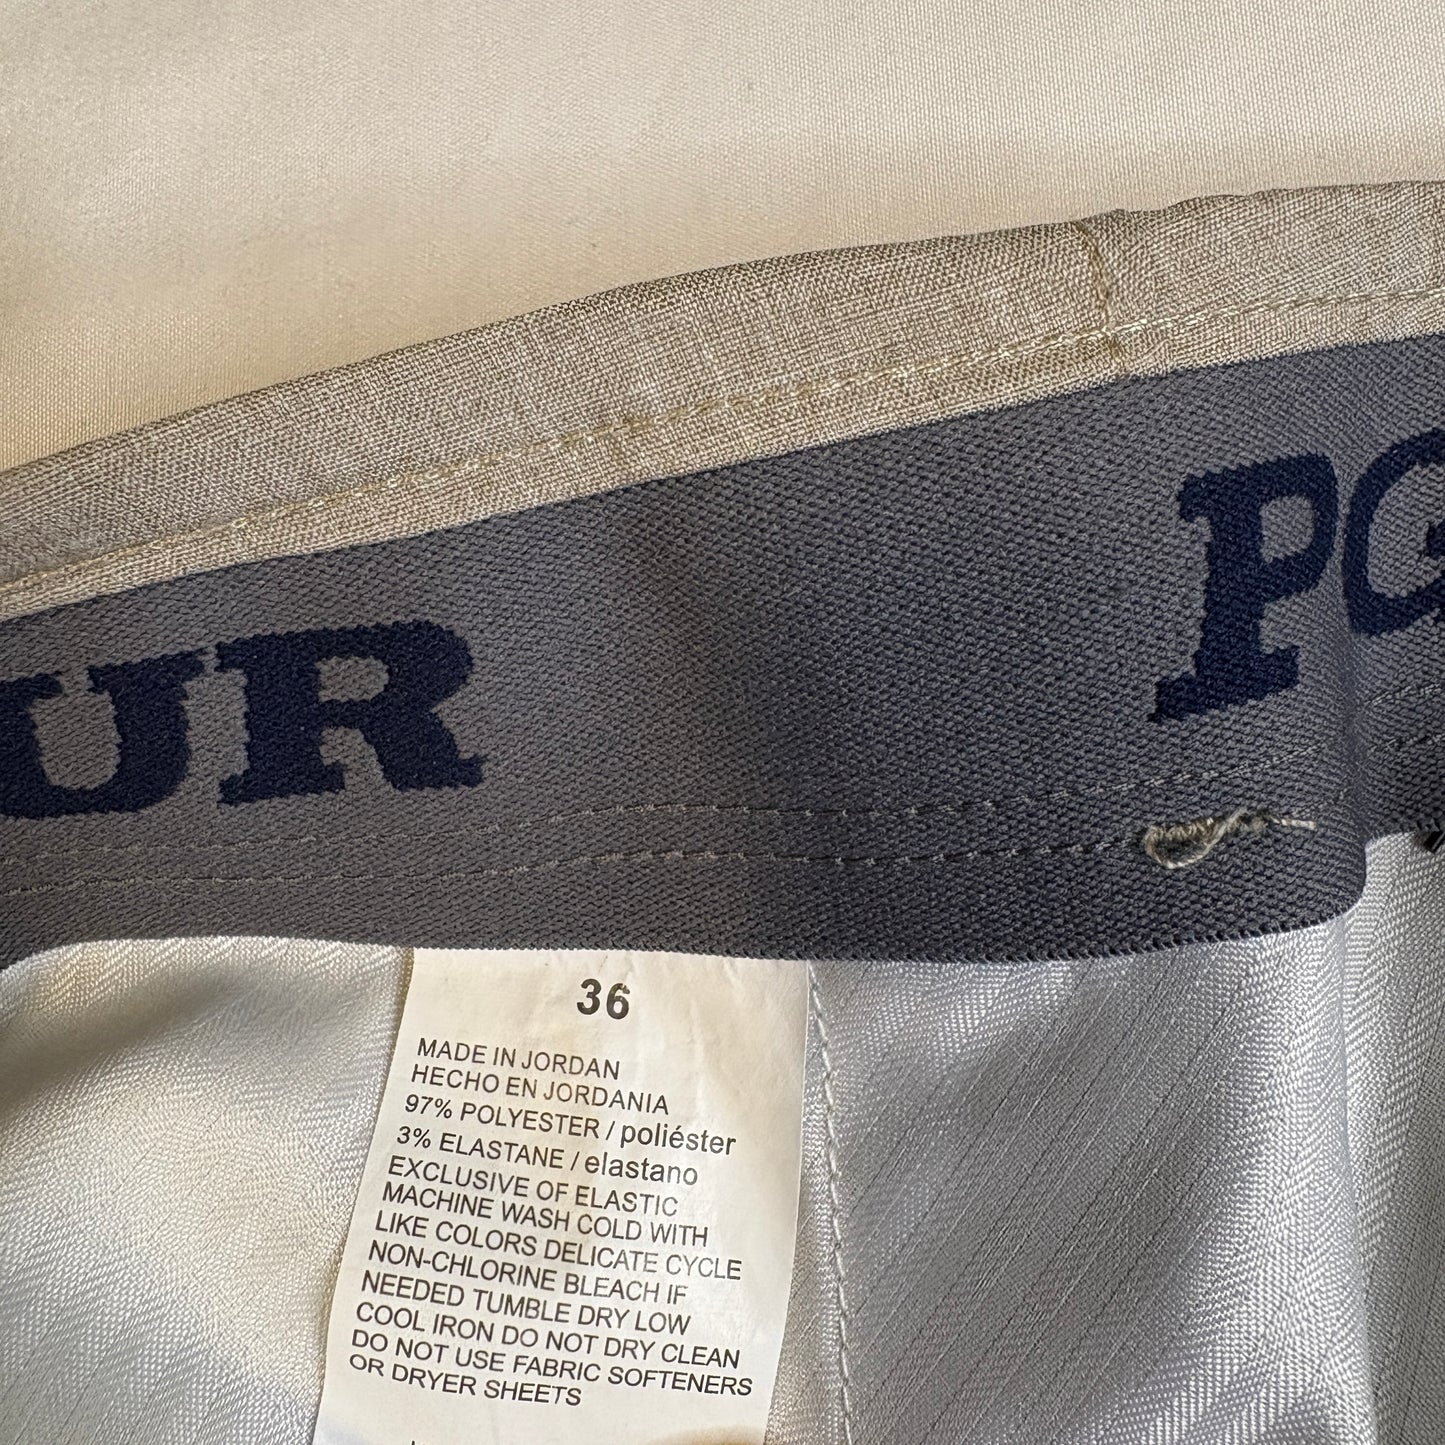 UR PG
36
MADE IN JORDAN
HECHO EN JORDANIA
97% POLYESTER / poliéster
3% ELASTANE / elastano
EXCLUSIVE OF ELASTIC
MACHINE WASH COLD WITH
LIKE COLORS DELICATE CYCLE
NON-CHLORINE BLEACH IF
NEEDED TUMBLE DRY LOW
COOL IRON DO NOT DRY CLEAN
DO NOT USE FABRIC SOFTENERS
OR DRYER SHEETS